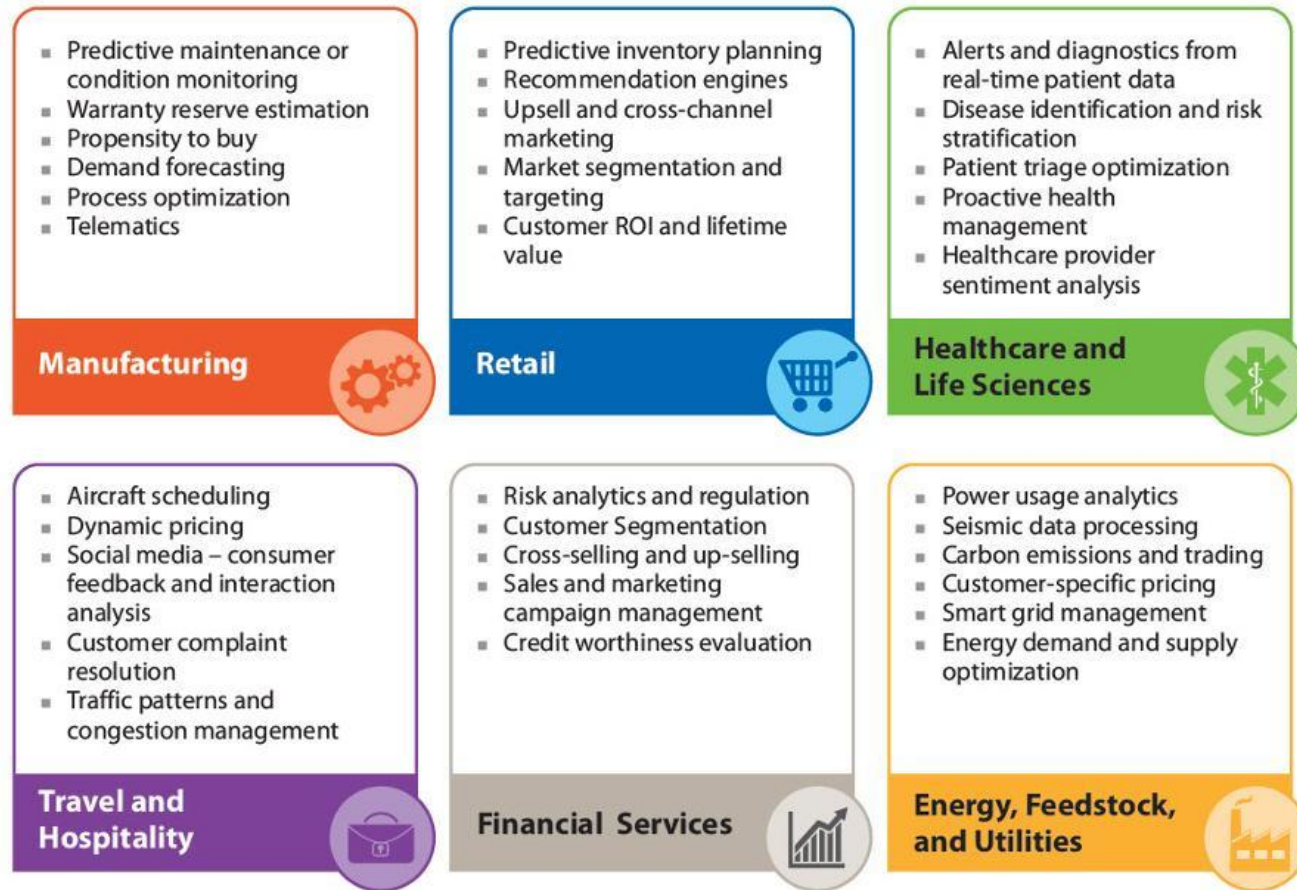 ▪ Predictive maintenance or
condition monitoring
▪ Warranty reserve estimation
▪ Propensity to buy
▪ Demand forecasting
▪ Process optimization
▪ Telematics
Manufacturing
▪ Predictive inventory planning
▪ Recommendation engines
▪ Upsell and cross-channel
marketing
▪ Market segmentation and
targeting
▪ Customer ROI and lifetime
value
Retail
▪ Alerts and diagnostics from
real-time patient data
▪ Disease identification and risk
stratification
▪ Patient triage optimization
▪ Proactive health
management
▪ Healthcare provider
sentiment analysis
Healthcare and
Life Sciences
▪ Aircraft scheduling
▪ Dynamic pricing
▪ Social media – consumer
feedback and interaction
analysis
▪ Customer complaint
resolution
▪ Traffic patterns and
congestion management
Travel and
Hospitality
▪ Risk analytics and regulation
▪ Customer Segmentation
▪ Cross-selling and up-selling
▪ Sales and marketing
campaign management
▪ Credit worthiness evaluation
Financial Services
▪ Power usage analytics
▪ Seismic data processing
▪ Carbon emissions and trading
▪ Customer-specific pricing
▪ Smart grid management
▪ Energy demand and supply
optimization
Energy, Feedstock,
and Utilities